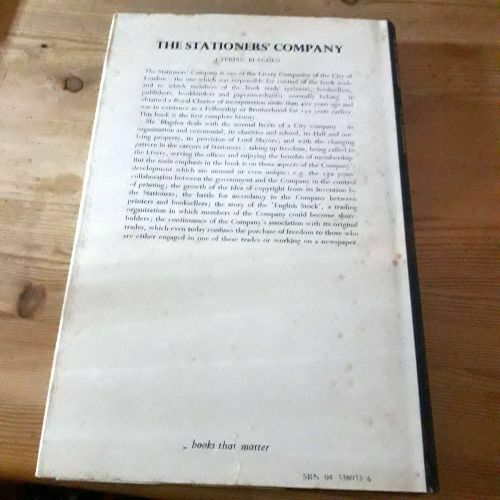 THE STATIONERS' COMPANY
CYPRIAN BLAGDEN
The Stationers' Company is one of the Livery Companies of the City of
London - the one which was responsible for control of the book trade
and to which members of the book trade (printers, booksellers,
publishers, bookbinders and papermerchants) normally belong. It
obtained a Royal Charter of incorporation more than 400 years ago and
was in existence as a Fellowship or Brotherhood for 150 years earlier.
This book is the first complete history.
Mr. Blagden deals with the normal facets of a City company - its
organization and ceremonial, its charities and school, its Hall and out-
lying property, its provision of Lord Mayors; and with the changing
pattern in the careers of Stationers - taking up freedom, being called to
the Livery, serving the offices and enjoying the benefits of membership.
But the main emphasis in the book is on those aspects of the Company's
development which are unusual or even unique: e.g. the 150 years'
collaboration between the government and the Company in the control
of printing; the growth of the idea of copyright from its invention by
the Stationers; the battle for ascendancy in the Company between
printers and booksellers; the story of the 'English Stock', a trading
organization in which members of the Company could become share-
holders; the continuance of the Company's association with its original
trades, which even today confines the purchase of freedom to those who
are either engaged in one of these trades or working on a newspaper.
books that matter
SBN 04 338033 6